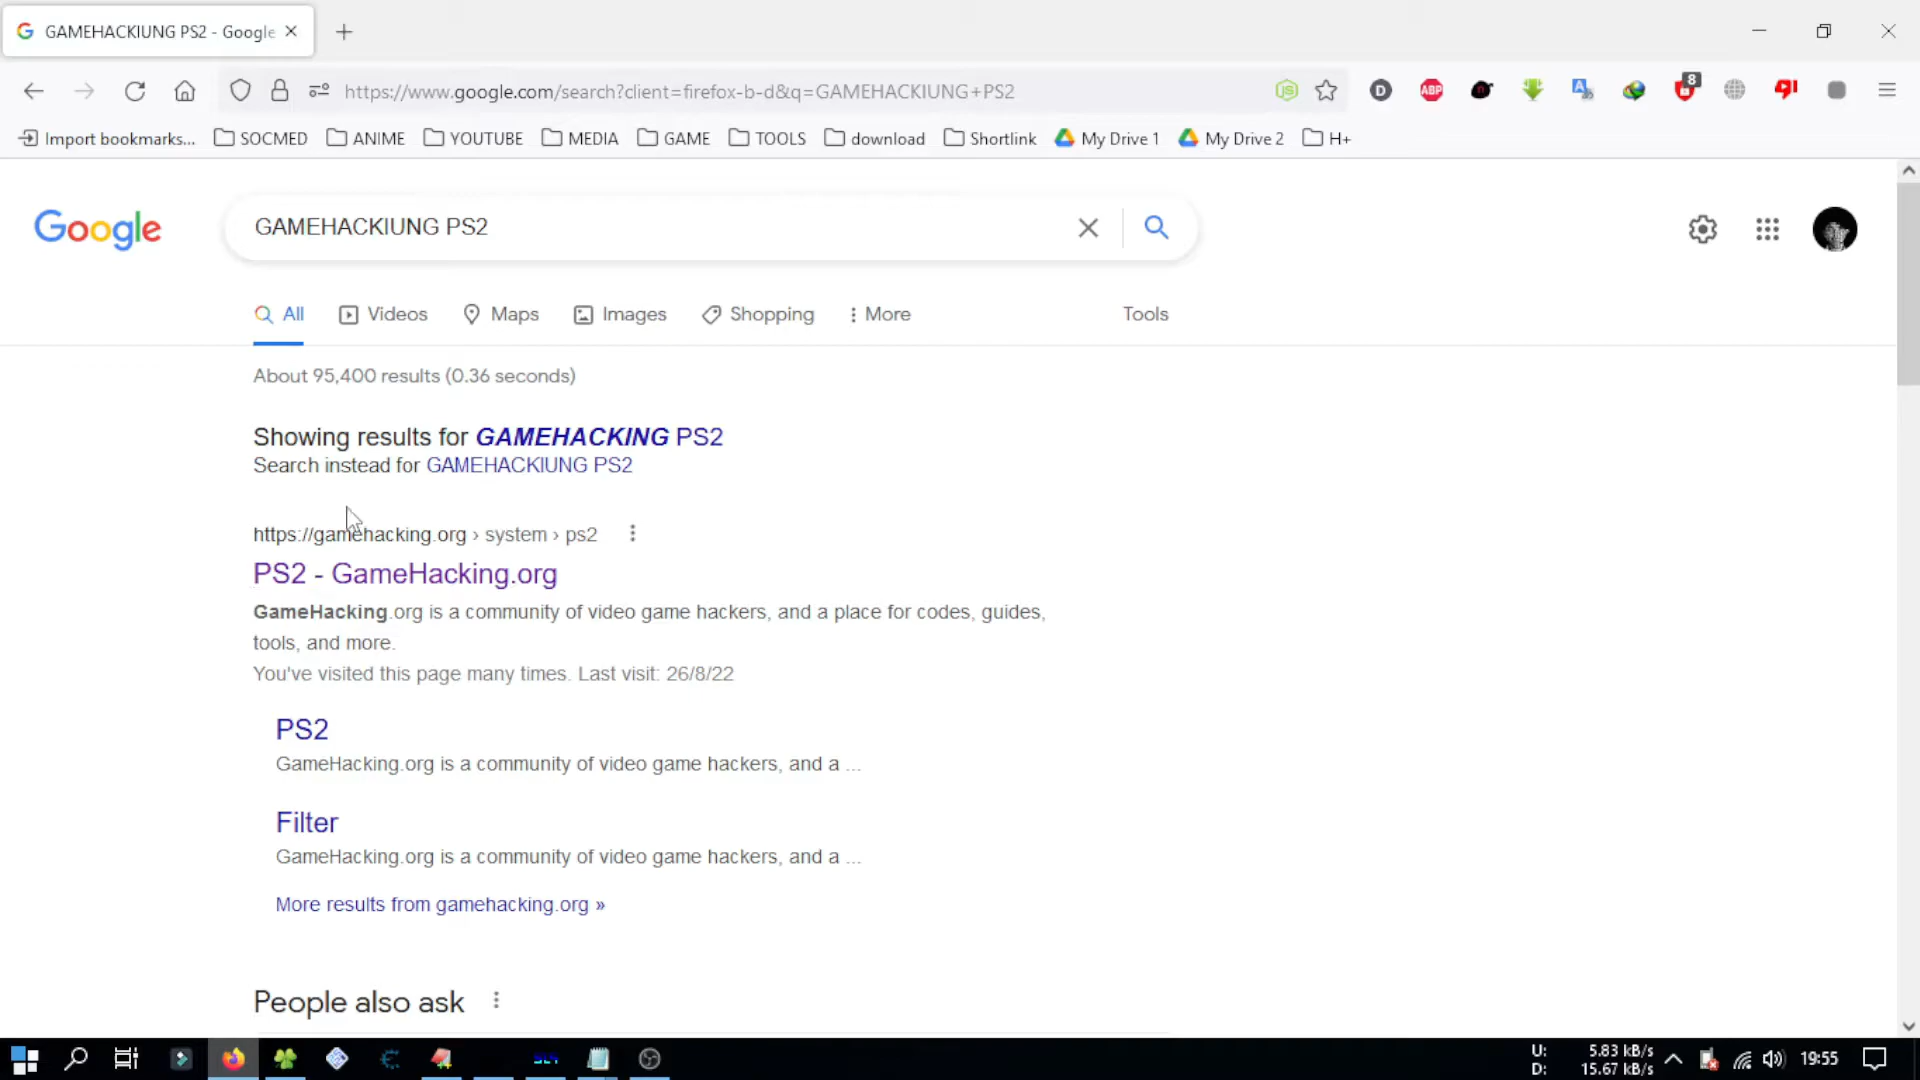 GAMEHACKIUNG PS2 - Google
https://www.google.com/search?client=firefox-b-d&q=GAMEHACKIUNG+PS2
JS
D
ABP
8
Import bookmarks...
SOCMED
ANIME
YOUTUBE
MEDIA
GAME
TOOLS
download
Shortlink
My Drive 1
My Drive 2
H+
Google
GAMEHACKIUNG PS2
All
Videos
Maps
Images
Shopping
More
Tools
About 95,400 results (0.36 seconds)
Showing results for GAMEHACKING PS2
Search instead for GAMEHACKIUNG PS2
https://gamehacking.org › system › ps2
PS2 - GameHacking.org
GameHacking.org is a community of video game hackers, and a place for codes, guides,
tools, and more.
You've visited this page many times. Last visit: 26/8/22
PS2
GameHacking.org is a community of video game hackers, and a ...
Filter
GameHacking.org is a community of video game hackers, and a ...
More results from gamehacking.org »
People also ask
U: 5.83 kB/s
D: 15.67 kB/s
19:55